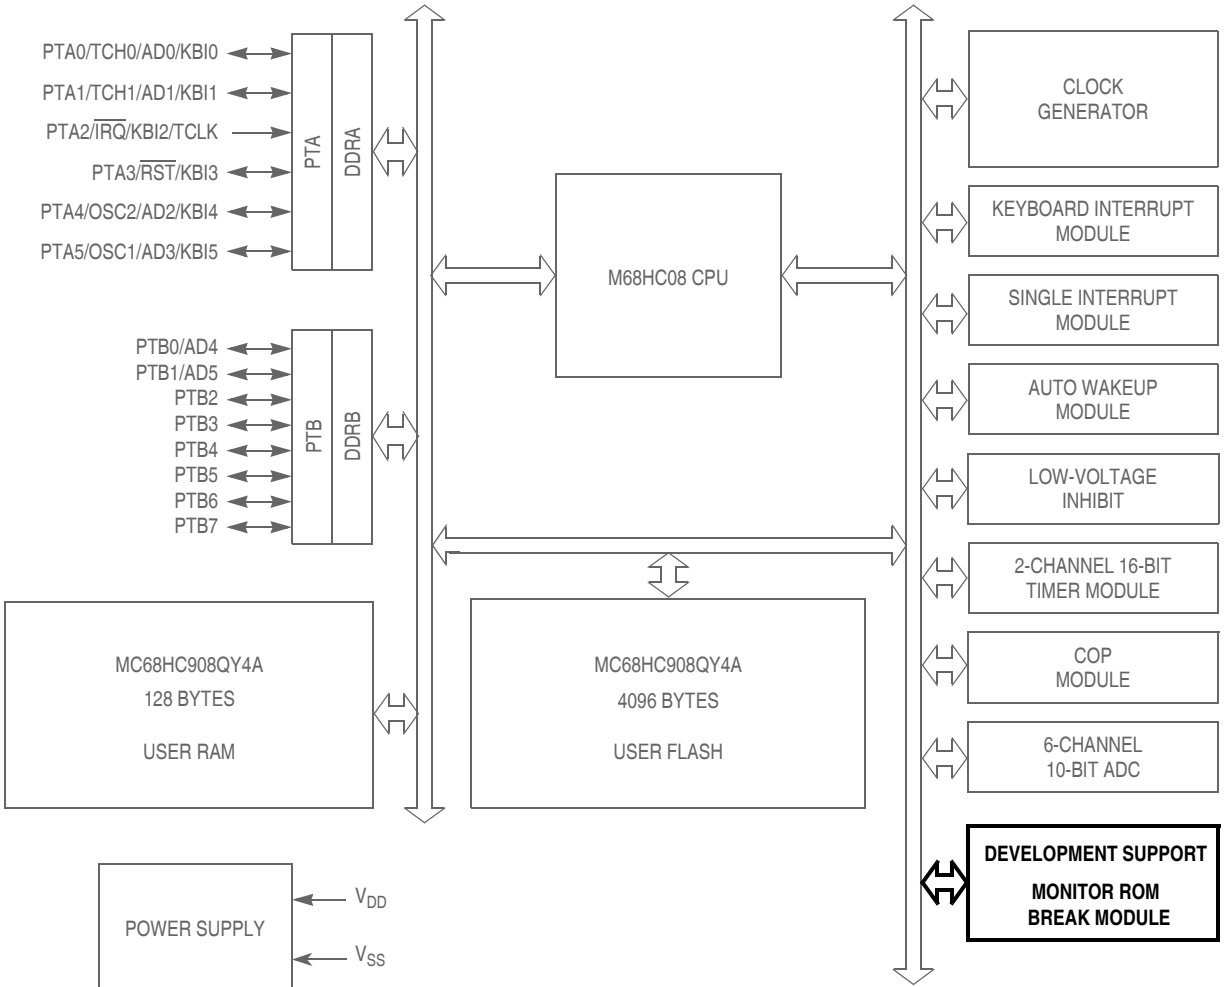 PTA0/TCH0/AD0/KBI0
PTA1/TCH1/AD1/KBI1
PTA2/IRQ/KBI2/TCLK
PTA3/RST/KBI3
PTA4/OSC2/AD2/KBI4
PTA5/OSC1/AD3/KBI5
PTA
DDRA
PTB0/AD4
PTB1/AD5
PTB2
PTB3
PTB4
PTB5
PTB6
PTB7
PTB
DDRB
M68HC08 CPU
MC68HC908QY4A
128 BYTES
USER RAM
MC68HC908QY4A
4096 BYTES
USER FLASH
POWER SUPPLY
VDD
VSS
CLOCK
GENERATOR
KEYBOARD INTERRUPT
MODULE
SINGLE INTERRUPT
MODULE
AUTO WAKEUP
MODULE
LOW-VOLTAGE
INHIBIT
2-CHANNEL 16-BIT
TIMER MODULE
COP
MODULE
6-CHANNEL
10-BIT ADC
DEVELOPMENT SUPPORT
MONITOR ROM
BREAK MODULE